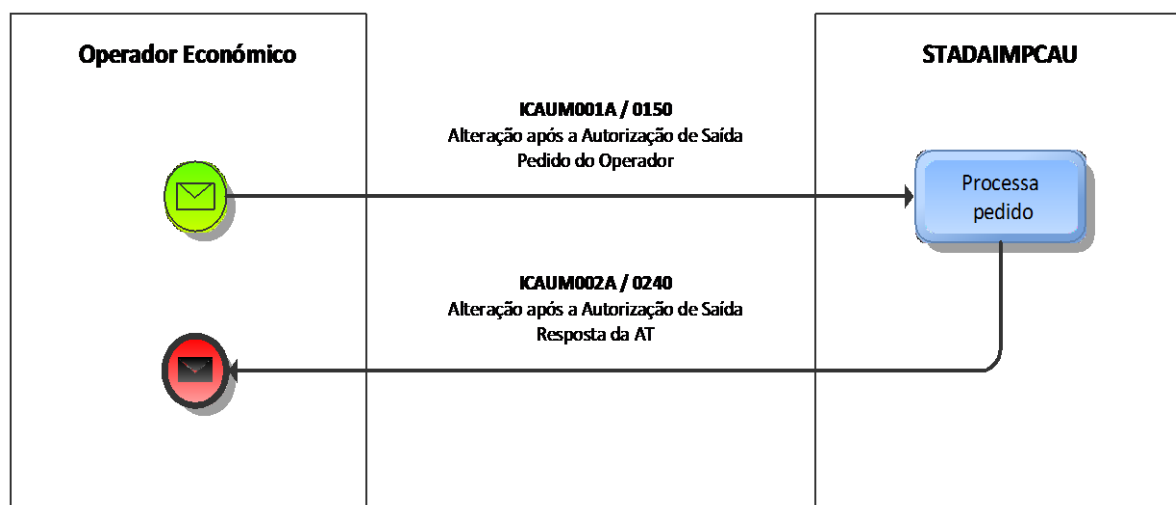 Operador Económico
STADAIMPCAU
ICAUM001A / 0150
Alteração após a Autorização de Saída
Pedido do Operador
Processa
pedido
ICAUM002A / 0240
Alteração após a Autorização de Saída
Resposta da AT